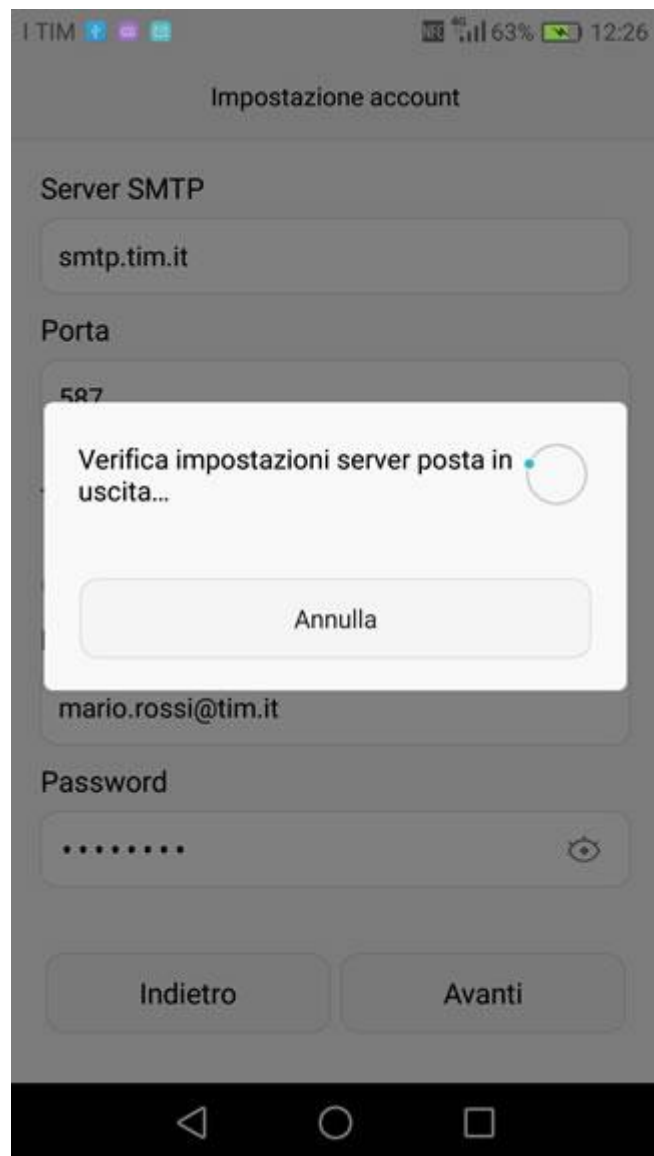 I TIM 63% 12:26
Impostazione account
Server SMTP
smtp.tim.it
Porta
587
Verifica impostazioni server posta in
uscita...
Annulla
mario.rossi@tim.it
Password
Indietro
Avanti